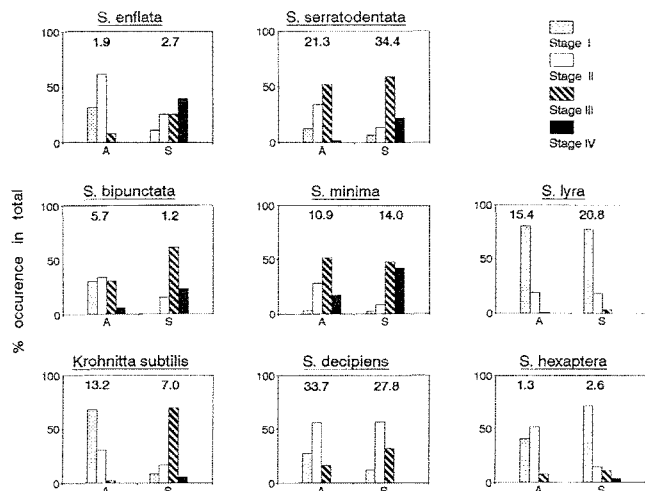 S. enflata
S. serratodentata
100
1.9
2.7
50
0
A
S
100
21.3
34.4
50
0
A
S
Stage I
Stage II
Stage III
Stage IV
S. bipunctata
S. minima
S. lyra
100
5.7
1.2
50
0
A
S
100
10.9
14.0
50
0
A
S
100
15.4
20.8
50
0
A
S
% occurence in total
Krohnitta subtilis
S. decipiens
S. hexaptera
100
13.2
7.0
50
0
A
S
100
33.7
27.8
50
0
A
S
100
1.3
2.6
50
0
A
S